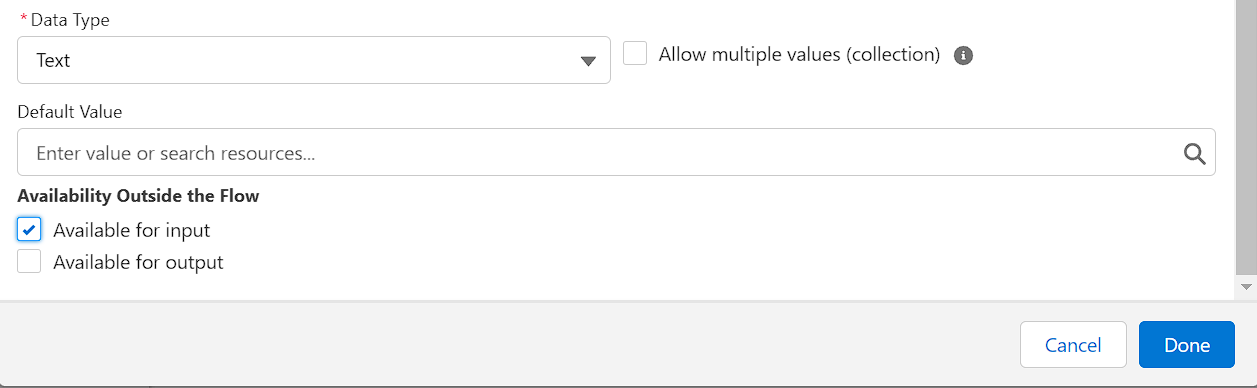 * Data Type
Text
Allow multiple values (collection)
Default Value
Enter value or search resources...
Availability Outside the Flow
Available for input
Available for output
Cancel
Done